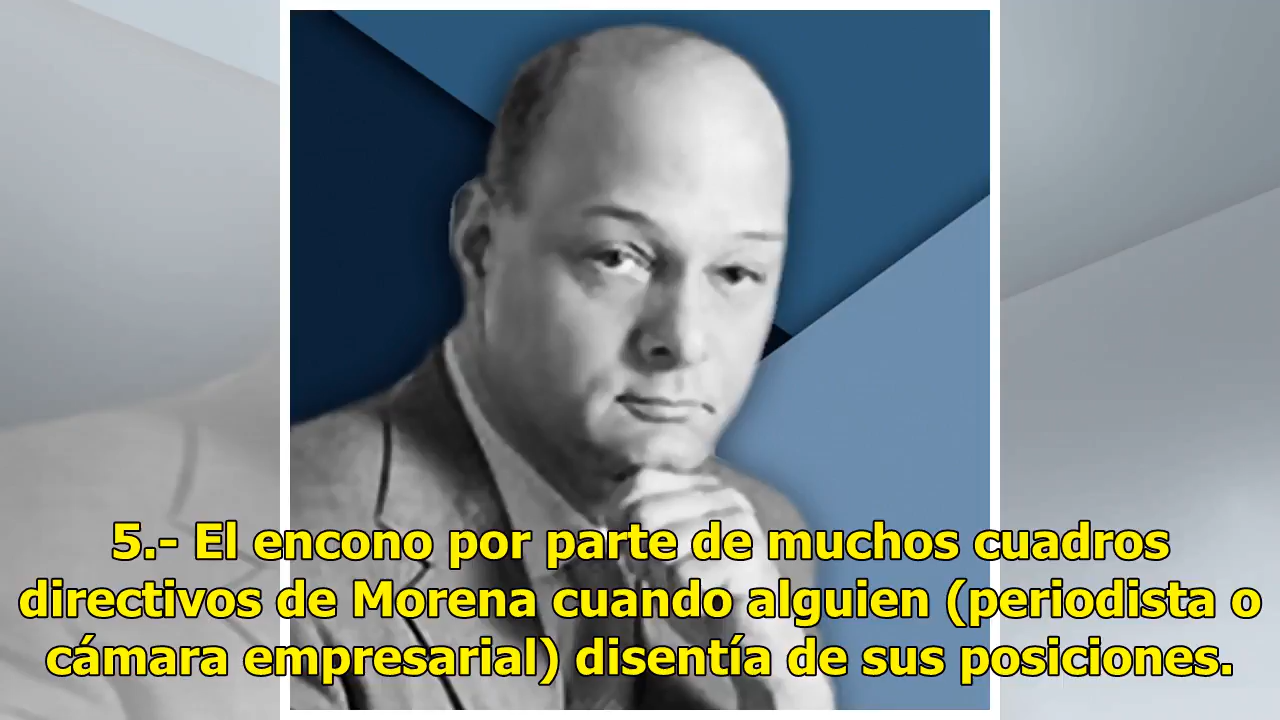 5.- El encono por parte de muchos cuadros
directivos de Morena cuando alguien (periodista o
cámara empresarial) disentía de sus posiciones.